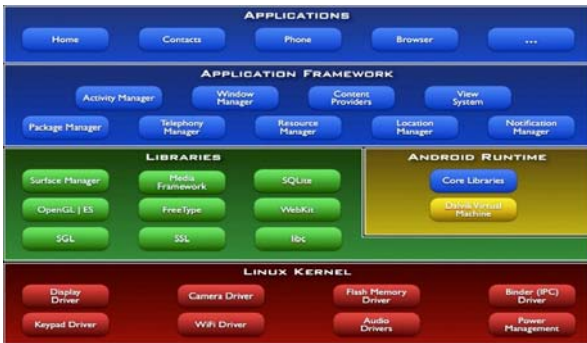 APPLICATIONS
Home Contacts Phone Browser ...
APPLICATION FRAMEWORK
Activity Manager Window Manager Content Providers View System
Package Manager Telephony Manager Resource Manager Location Manager Notification Manager
LIBRARIES
Surface Manager Media Framework SQLite
OpenGL | ES FreeType WebKit
SGL SSL libc
ANDROID RUNTIME
Core Libraries
Dalvik Virtual Machine
LINUX KERNEL
Display Driver Camera Driver Flash Memory Driver Binder (IPC) Driver
Keypad Driver WiFi Driver Audio Drivers Power Management